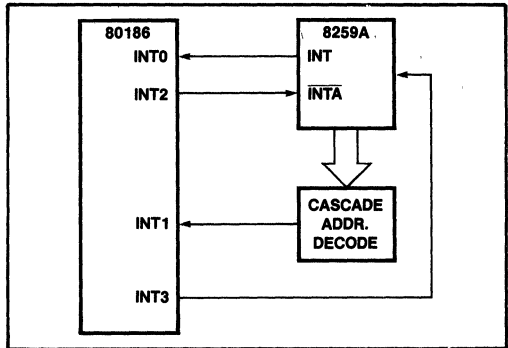 80186
8259A
INT0
INT
INT2
INTA
CASCADE
ADDR.
DECODE
INT1
INT3